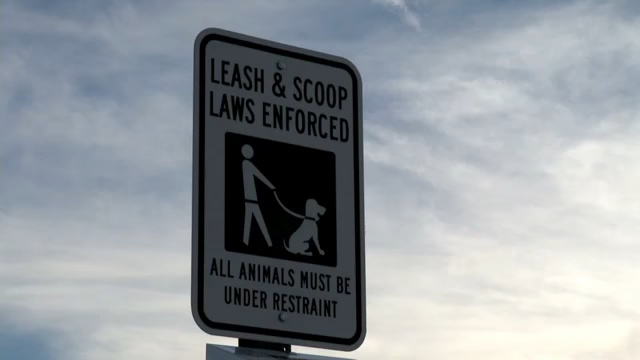 LEASH & SCOOP
LAWS ENFORCED
ALL ANIMALS MUST BE
UNDER RESTRAINT